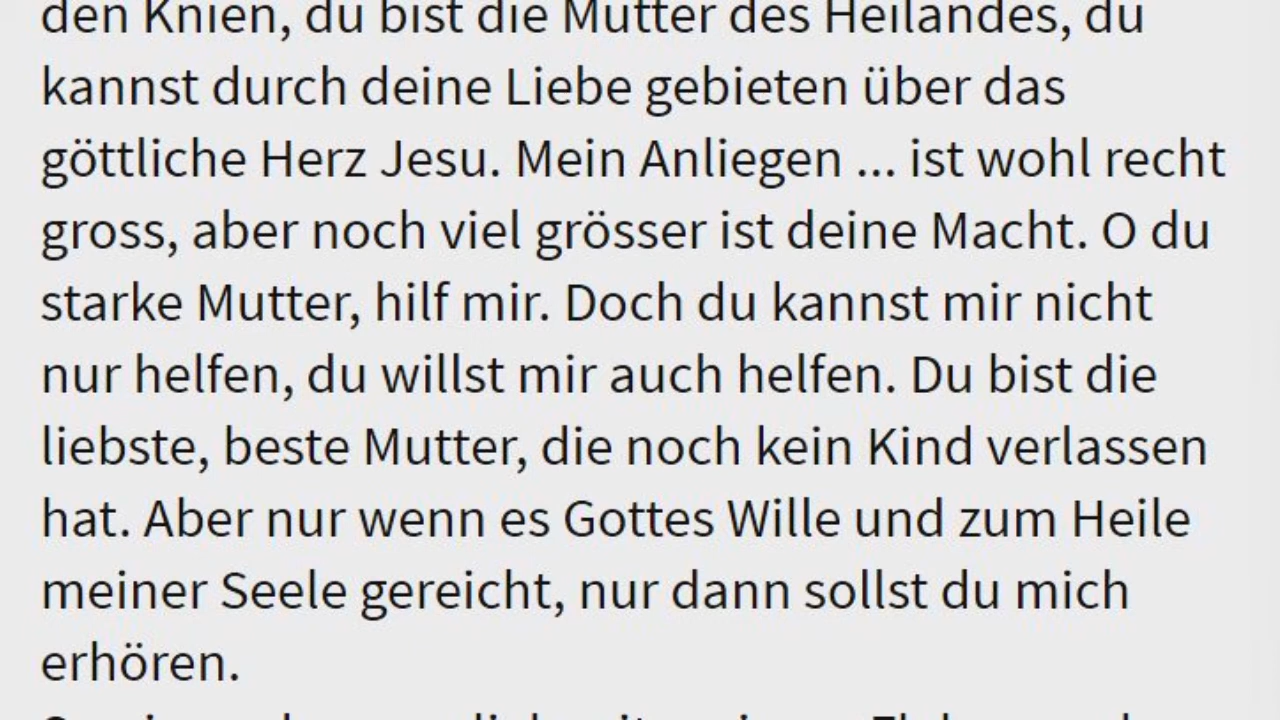 den Knien, du bist die Mutter des Heilandes, du
kannst durch deine Liebe gebieten über das
göttliche Herz Jesu. Mein Anliegen ... ist wohl recht
gross, aber noch viel grösser ist deine Macht. O du
starke Mutter, hilf mir. Doch du kannst mir nicht
nur helfen, du willst mir auch helfen. Du bist die
liebste, beste Mutter, die noch kein Kind verlassen
hat. Aber nur wenn es Gottes Wille und zum Heile
meiner Seele gereicht, nur dann sollst du mich
erhören.